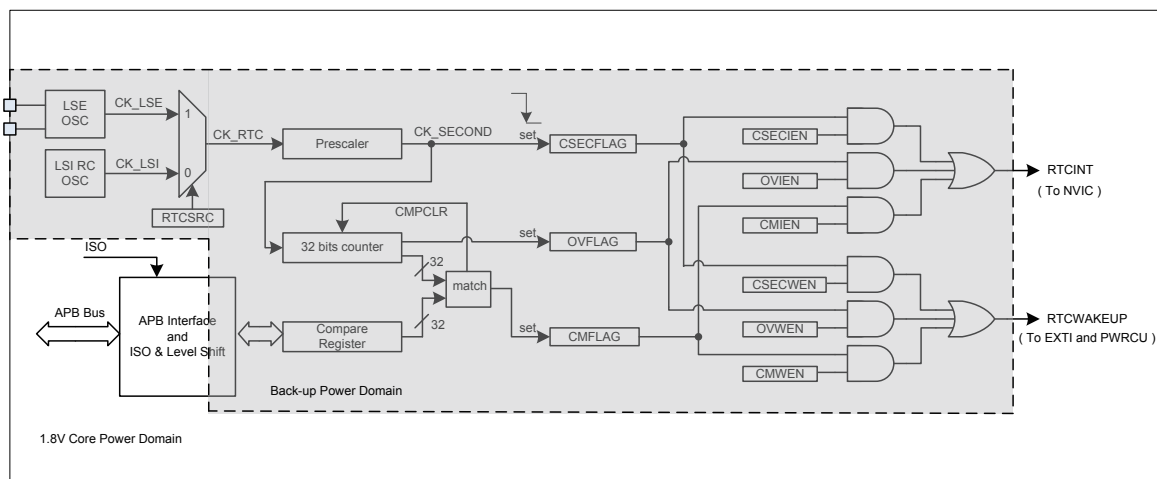 LSE
OSC
CK_LSE
1
CK_RTC
Prescaler
CK_SECOND
set
CSECFLAG
CSECIEN
LSI RC
OSC
CK_LSI
0
RTCSRC
OVIEN
RTCINT
( To NVIC )
CMPCLR
CMIEN
32 bits counter
set
OVFLAG
ISO
32
match
CSECWEN
APB Bus
APB Interface
and
ISO & Level Shift
Compare
Register
32
set
CMFLAG
OVWEN
RTCWAKEUP
( To EXTI and PWRCU )
CMWEN
Back-up Power Domain
1.8V Core Power Domain